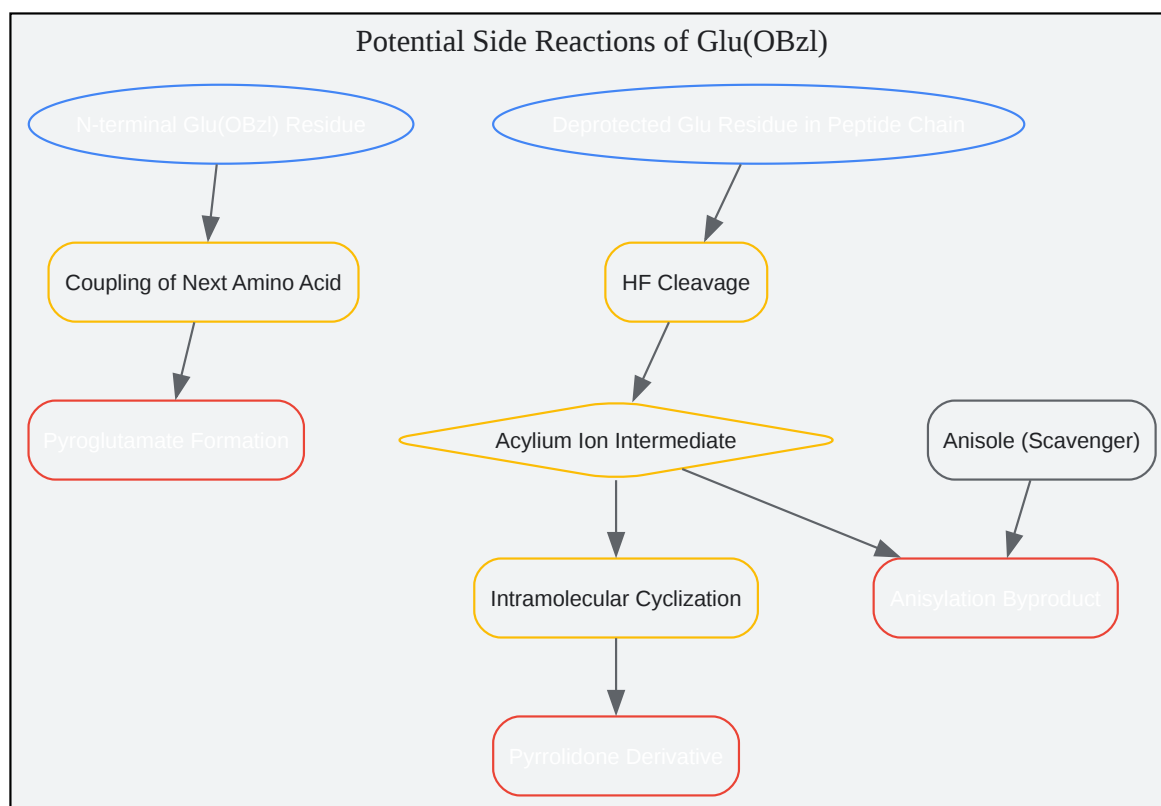 Potential Side Reactions of Glu(OBzl)
N-terminal Glu(OBzl) Residue
Deprotected Glu Residue in Peptide Chain
Coupling of Next Amino Acid
HF Cleavage
Pyroglutamate Formation
Acylium Ion Intermediate
Anisole (Scavenger)
Intramolecular Cyclization
Anisylation Byproduct
Pyrrolidone Derivative